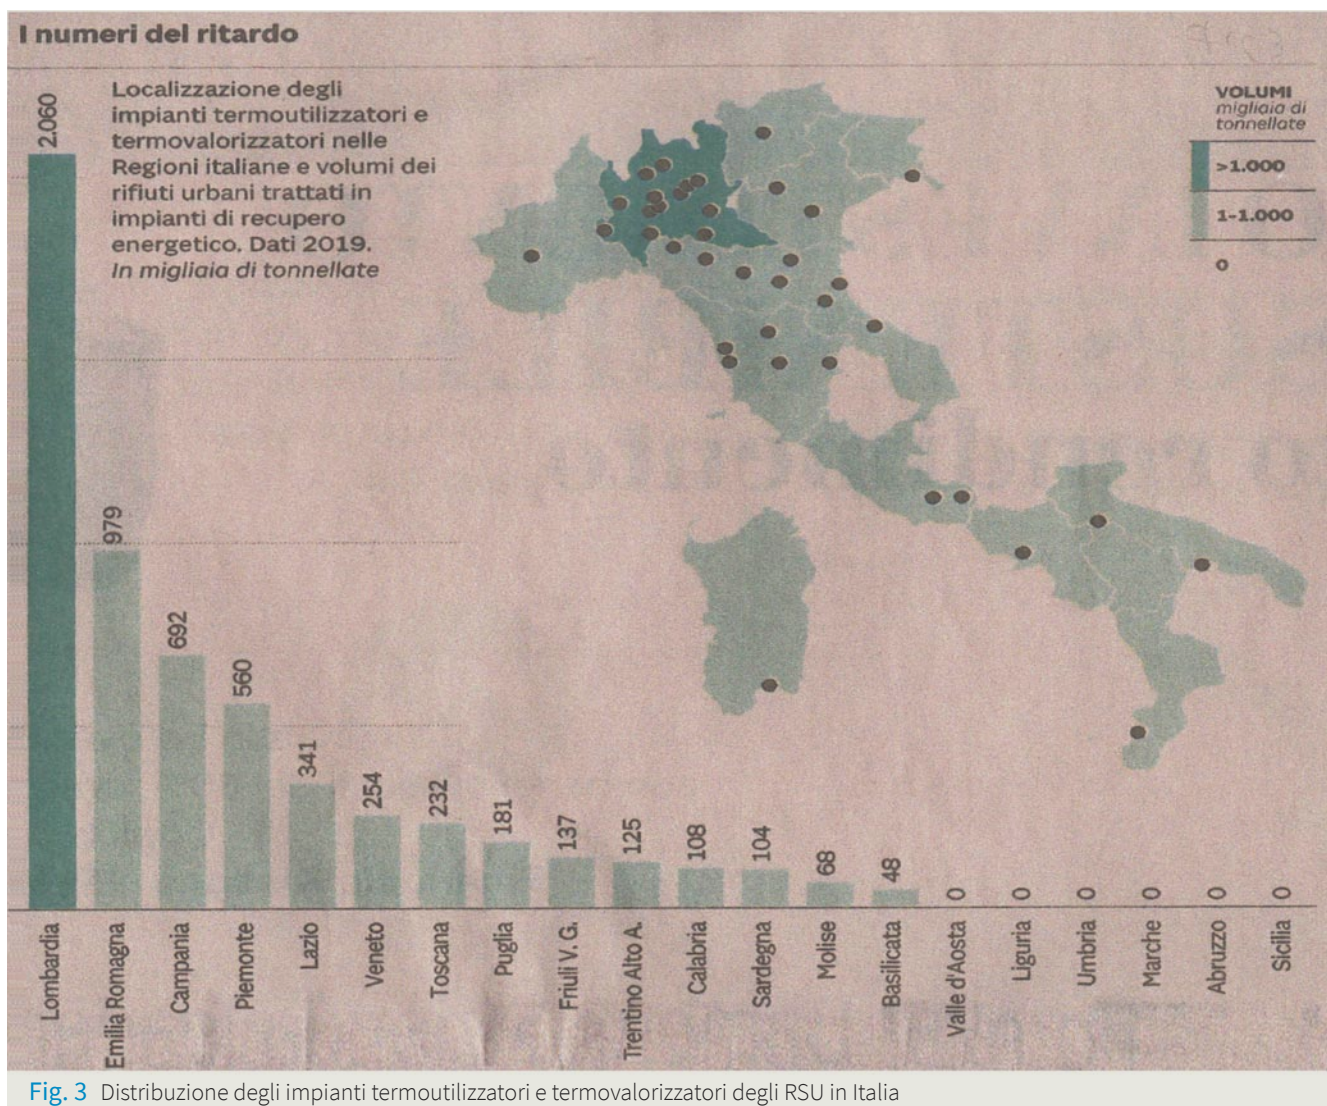 I numeri del ritardo
Localizzazione degli
impianti termoutilizzatori e
termovalorizzatori nelle
Regioni italiane e volumi dei
rifiuti urbani trattati in
impianti di recupero
energetico. Dati 2019.
In migliaia di tonnellate
VOLUMI
migliaia di
tonnellate
>1.000
1-1.000
0
2.060
979
692
560
341
254
232
181
137
125
108
104
68
48
0
0
0
0
0
0
Lombardia
Emilia Romagna
Campania
Piemonte
Lazio
Veneto
Toscana
Puglia
Friuli V. G.
Trentino Alto A.
Calabria
Sardegna
Molise
Basilicata
Valle d'Aosta
Liguria
Umbria
Marche
Abruzzo
Sicilia
Fig. 3 Distribuzione degli impianti termoutilizzatori e termovalorizzatori degli RSU in Italia